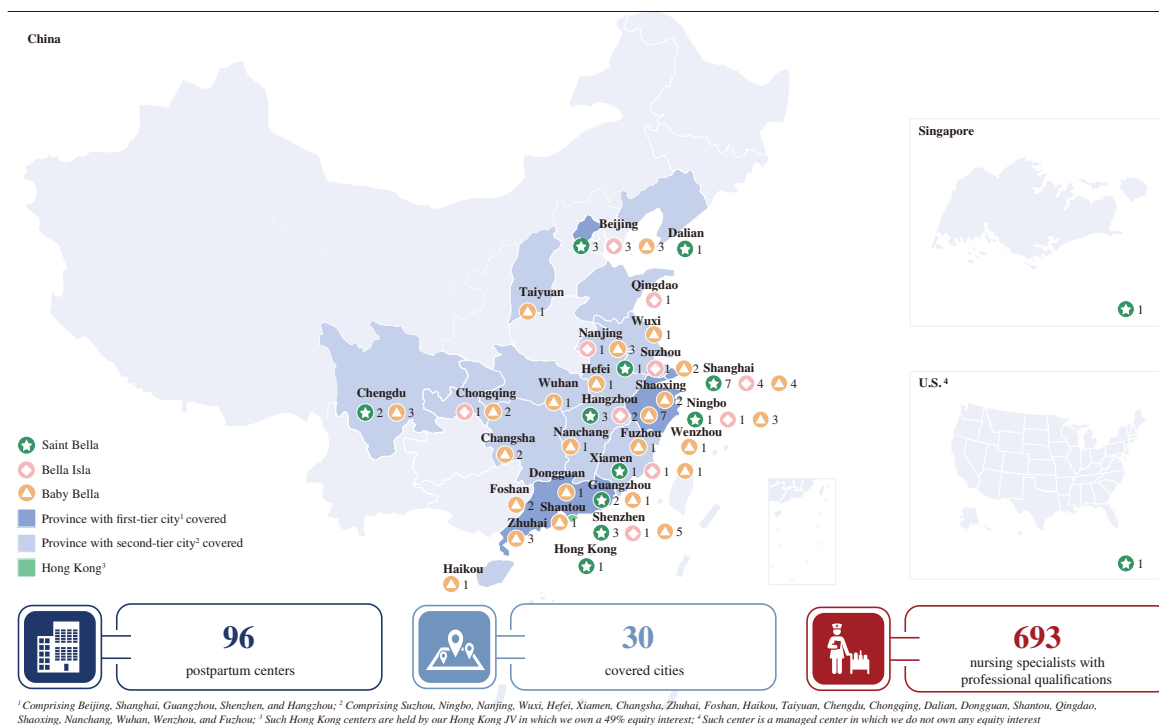 China
Singapore
1
U.S. 4
1
Beijing
3 3 3
Dalian
1
Taiyuan
1
Qingdao
1
Wuxi
1
Nanjing
1 3
Suzhou
1 1 2
Hefei
1
Shanghai
7 4 4
Chengdu
2 3
Chongqing
1 2
Wuhan
1
Shaoxing
2
Hangzhou
3 2 7
Ningbo
1 1 3
Changsha
2
Nanchang
1
Fuzhou
1
Wenzhou
1
Xiamen
1 1 1
Dongguan
1
Foshan
2
Guangzhou
2 1
Shantou
1
Zhuhai
3
Shenzhen
3 1 5
Hong Kong
1
Haikou
1
Saint Bella
Bella Isla
Baby Bella
Province with first-tier city1 covered
Province with second-tier city2 covered
Hong Kong3
96
postpartum centers
30
covered cities
693
nursing specialists with
professional qualifications
1 Comprising Beijing, Shanghai, Guangzhou, Shenzhen, and Hangzhou; 2 Comprising Suzhou, Ningbo, Nanjing, Wuxi, Hefei, Xiamen, Changsha, Zhuhai, Foshan, Haikou, Taiyuan, Chengdu, Chongqing, Dalian, Dongguan, Shantou, Qingdao,
Shaoxing, Nanchang, Wuhan, Wenzhou, and Fuzhou; 3 Such Hong Kong centers are held by our Hong Kong JV in which we own a 49% equity interest; 4 Such center is a managed center in which we do not own any equity interest